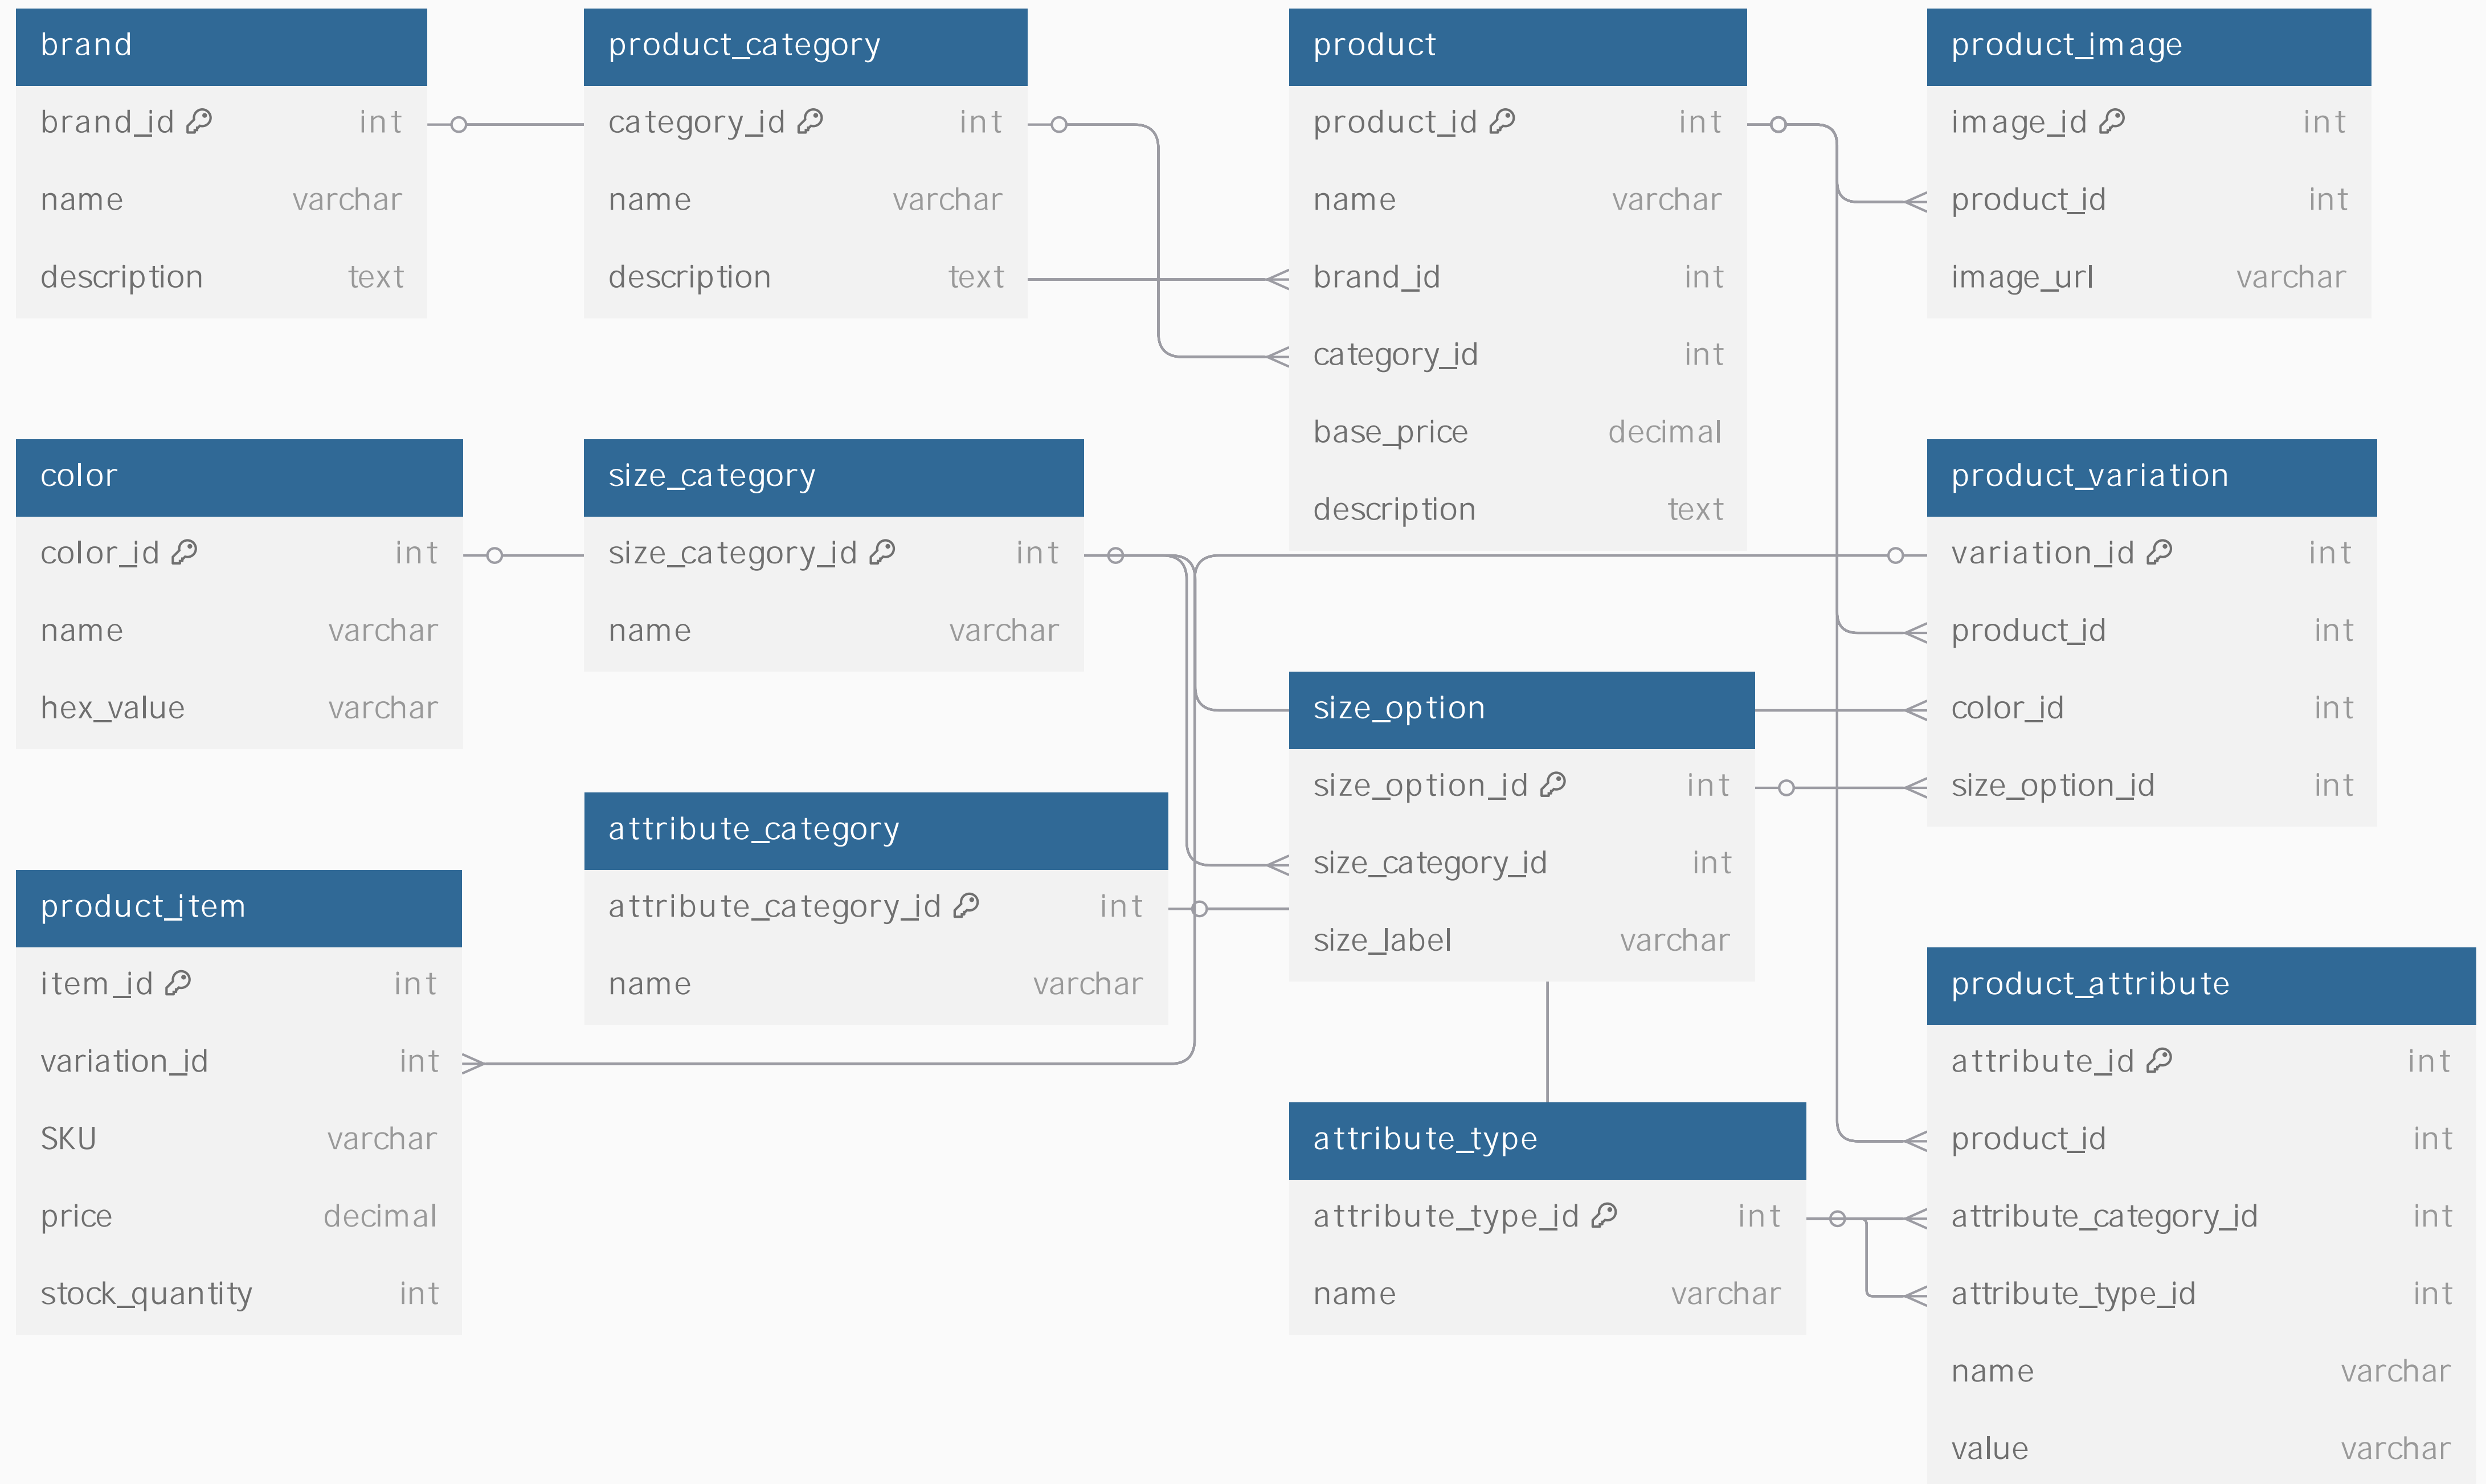 brand
brand_id int
name varchar
description text
product_category
category_id int
name varchar
description text
product
product_id int
name varchar
brand_id int
category_id int
base_price decimal
description text
product_image
image_id int
product_id int
image_url varchar
color
color_id int
name varchar
hex_value varchar
size_category
size_category_id int
name varchar
product_variation
variation_id int
product_id int
color_id int
size_option_id int
size_option
size_option_id int
size_category_id int
size_label varchar
attribute_category
attribute_category_id int
name varchar
product_item
item_id int
variation_id int
SKU varchar
price decimal
stock_quantity int
attribute_type
attribute_type_id int
name varchar
product_attribute
attribute_id int
product_id int
attribute_category_id int
attribute_type_id int
name varchar
value varchar